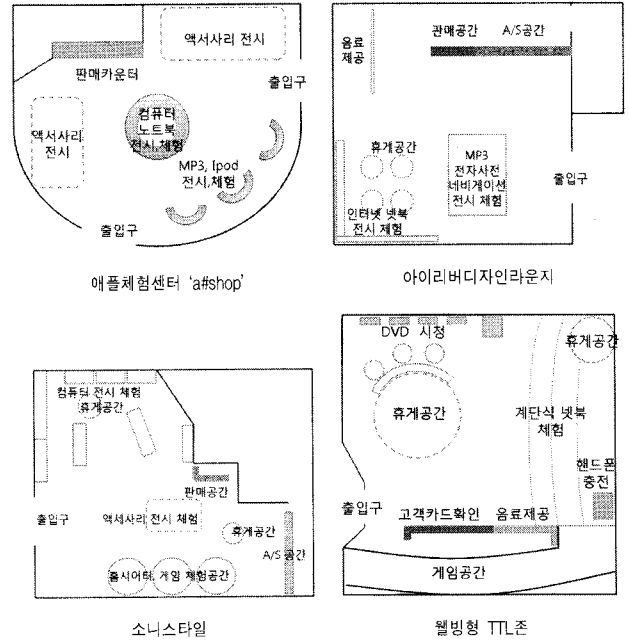 액서사리 전시
판매카운터
출입구
컴퓨터
노트북
전시,체험
액서사리
전시
MP3, Ipod
전시,체험
출입구
애플체험센터 ‘a#shop’
음료
제공
판매공간
A/S공간
휴게공간
MP3
전자사전
네비게이션
전시 체험
출입구
인터넷 넷북
전시 체험
아이리버디자인라운지
컴퓨터 전시 체험
휴게공간
판매공간
출입구
액서사리 전시 체험
휴게공간
A/S 공간
홈시어터, 게임 체험공간
소니스타일
DVD 시청
휴게공간
휴게공간
계단식 넷북
체험
핸드폰
충전
출입구
고객카드확인
음료제공
게임공간
웰빙형 TTL존